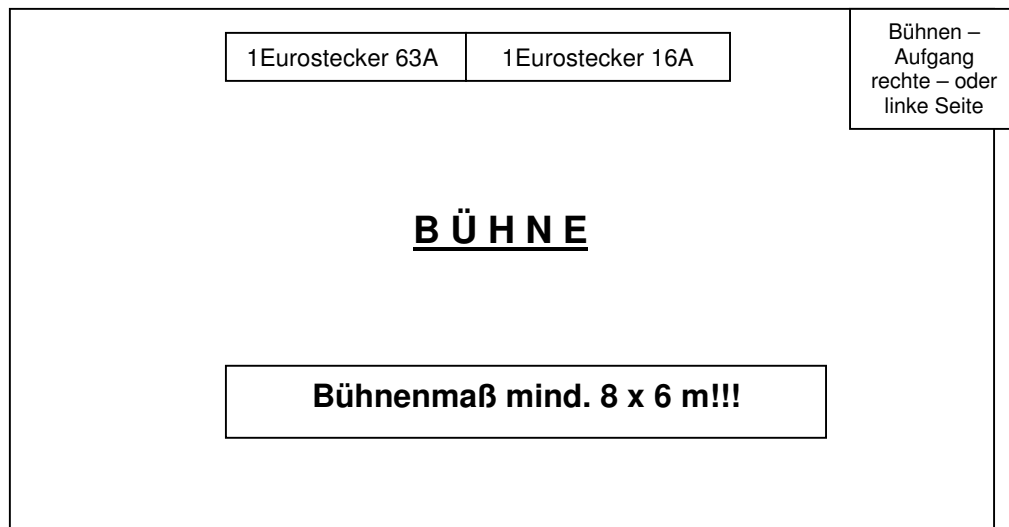 1Eurostecker 63A
1Eurostecker 16A
Bühnen –
Aufgang
rechte – oder
linke Seite
B Ü H N E
Bühnenmaß mind. 8 x 6 m!!!